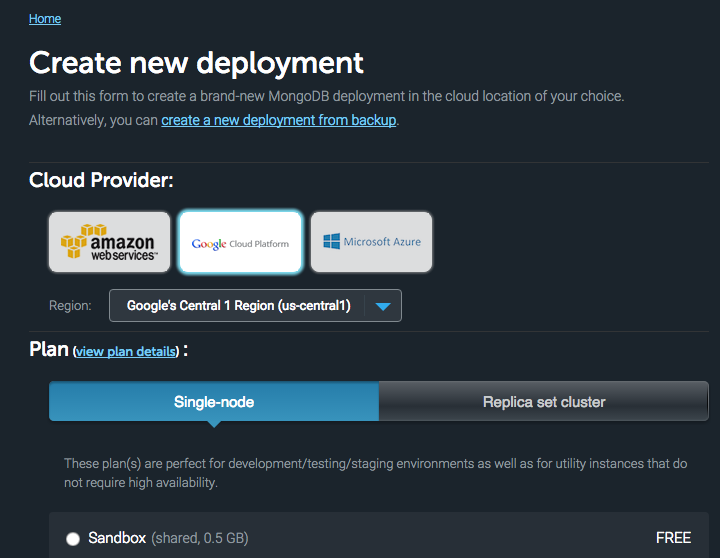 Home
Create new deployment
Fill out this form to create a brand-new MongoDB deployment in the cloud location of your choice.
Alternatively, you can create a new deployment from backup.
Cloud Provider:
amazon
webservices™
Google Cloud Platform
Microsoft Azure
Region:
Google's Central 1 Region (us-central1)
Plan (view plan details) :
Single-node
Replica set cluster
These plan(s) are perfect for development/testing/staging environments as well as for utility instances that do
not require high availability.
Sandbox (shared, 0.5 GB)
FREE